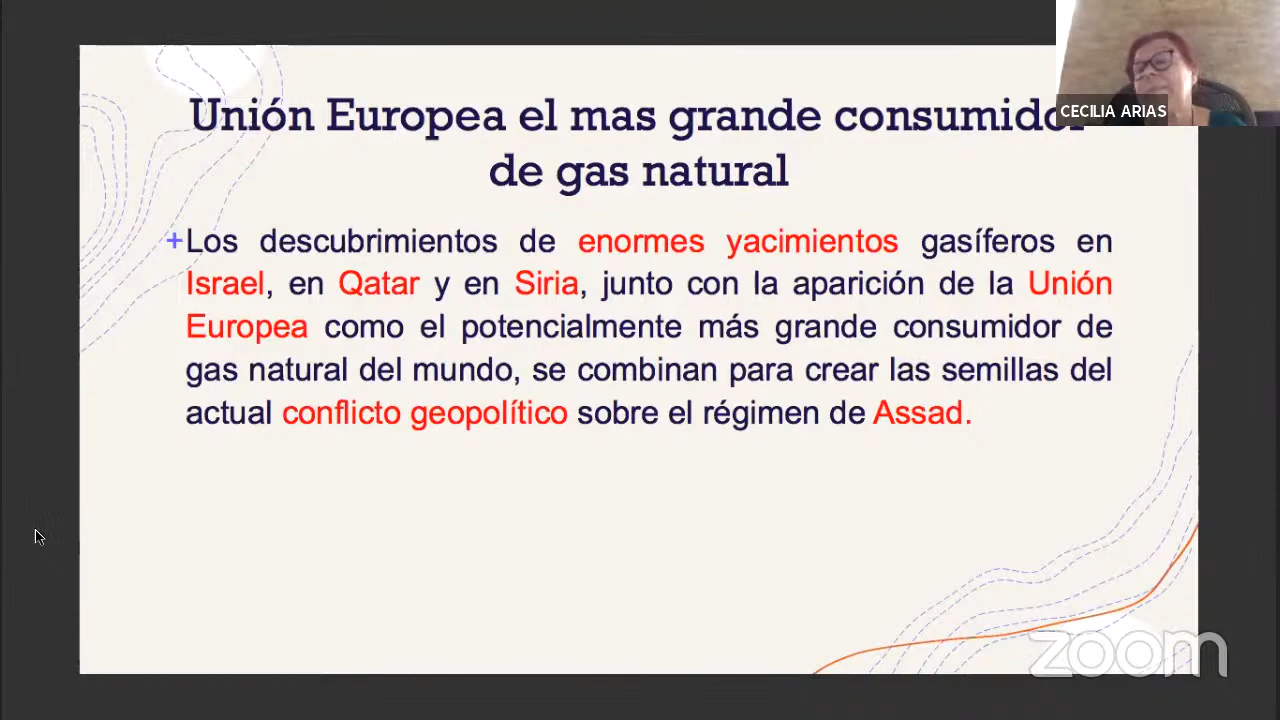 Unión Europea el mas grande consumidor
de gas natural
CECILIA ARIAS
+Los descubrimientos de enormes yacimientos gasíferos en
Israel, en Qatar y en Siria, junto con la aparición de la Unión
Europea como el potencialmente más grande consumidor de
gas natural del mundo, se combinan para crear las semillas del
actual conflicto geopolítico sobre el régimen de Assad.
zoom